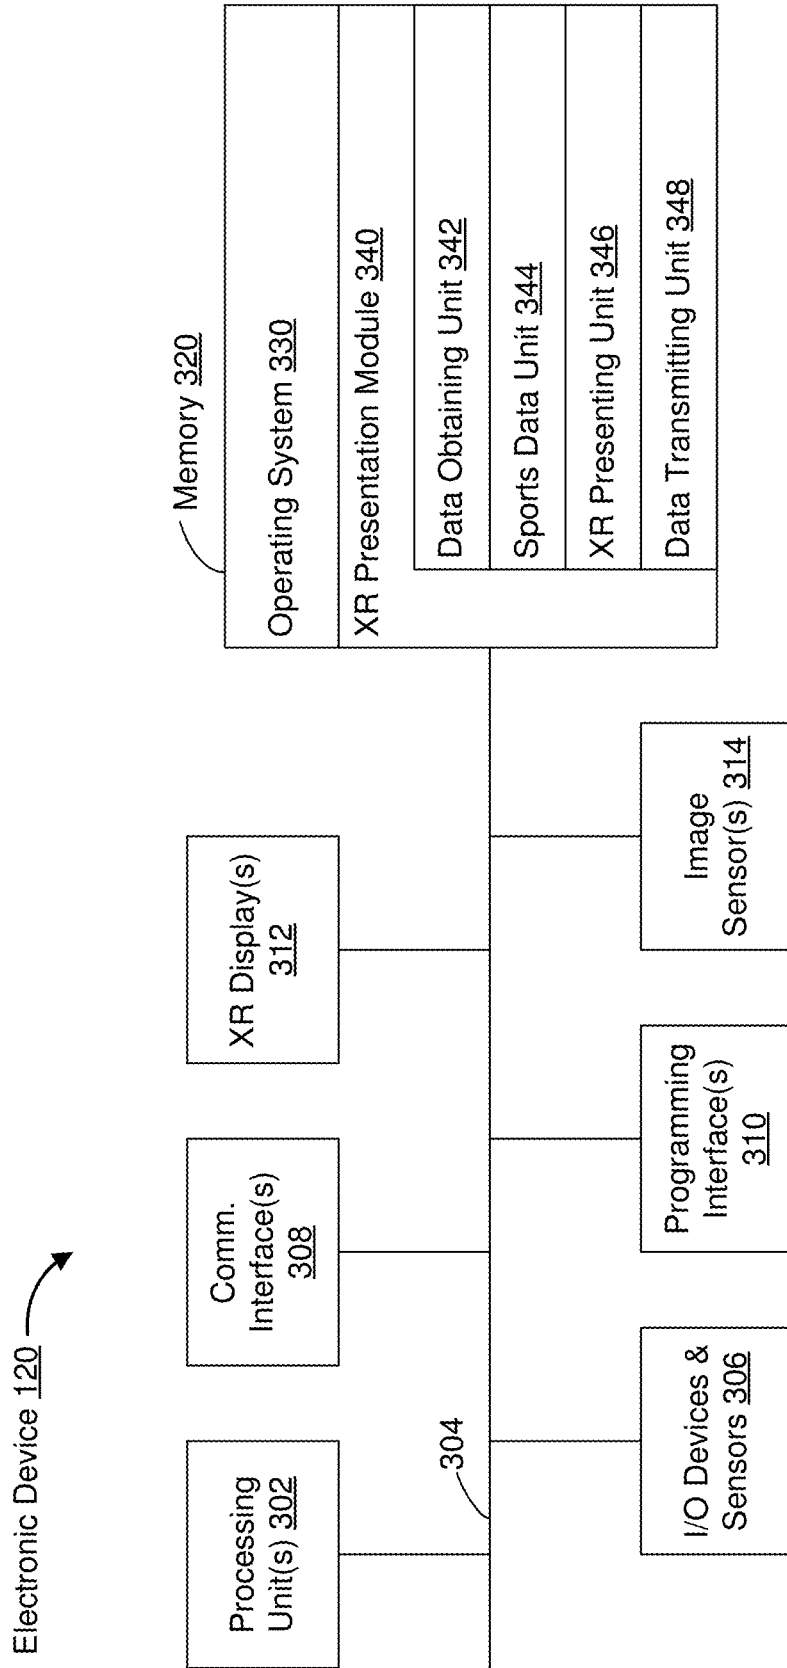 Electronic Device 120
Processing
Unit(s) 302
Comm.
Interface(s)
308
XR Display(s)
312
Memory 320
Operating System 330
XR Presentation Module 340
Data Obtaining Unit 342
Sports Data Unit 344
XR Presenting Unit 346
Data Transmitting Unit 348
304
I/O Devices &
Sensors 306
Programming
Interface(s)
310
Image
Sensor(s) 314